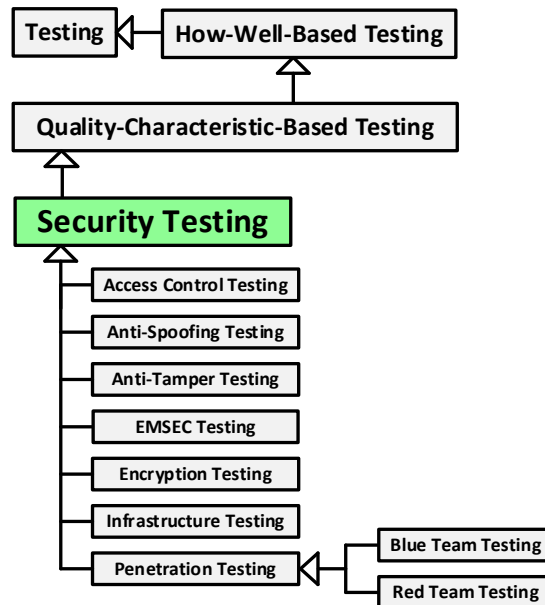 Testing
How-Well-Based Testing
Quality-Characteristic-Based Testing
Security Testing
Access Control Testing
Anti-Spoofing Testing
Anti-Tamper Testing
EMSEC Testing
Encryption Testing
Infrastructure Testing
Penetration Testing
Blue Team Testing
Red Team Testing